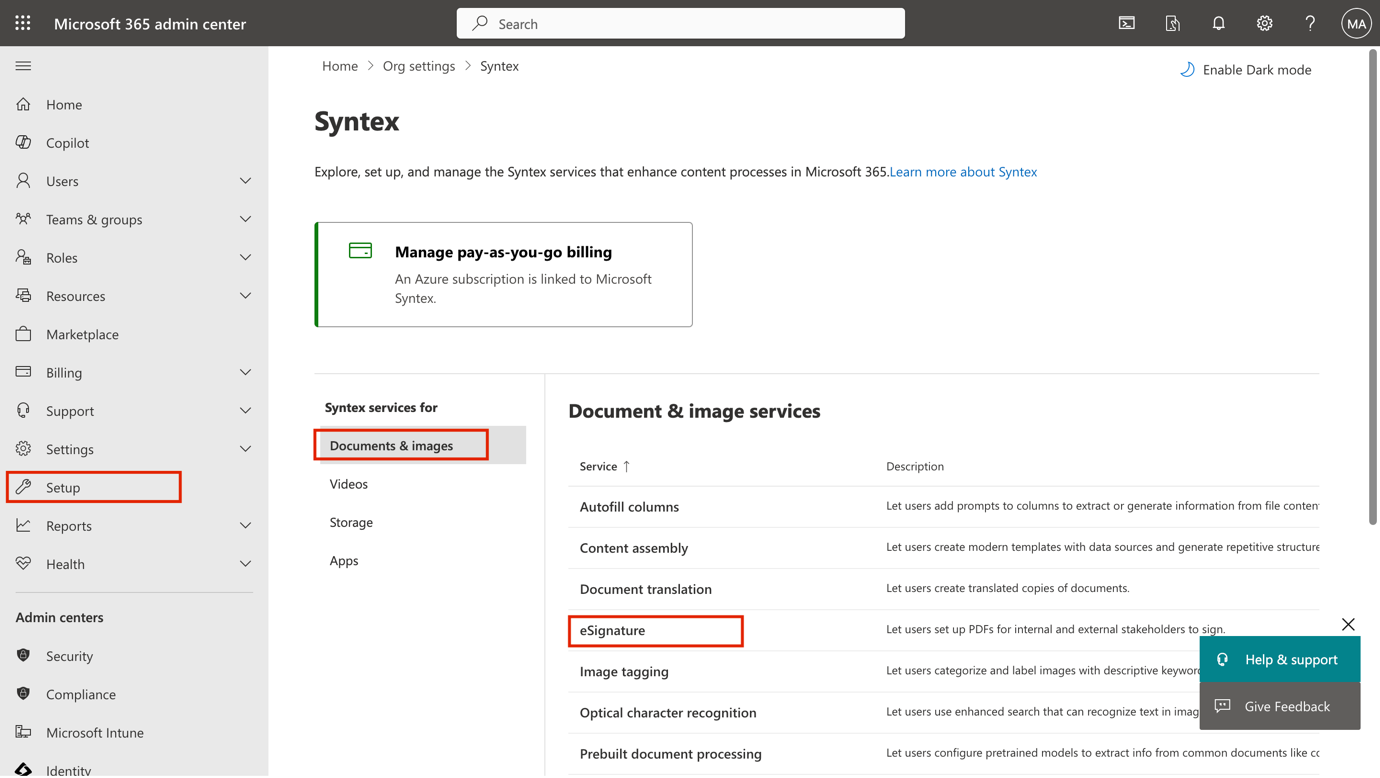 Microsoft 365 admin center
Search
MA
Home
Copilot
Users
Teams & groups
Roles
Resources
Marketplace
Billing
Support
Settings
Setup
Reports
Health
Admin centers
Security
Compliance
Microsoft Intune
Identity
Home > Org settings > Syntex
Enable Dark mode
Syntex
Explore, set up, and manage the Syntex services that enhance content processes in Microsoft 365.Learn more about Syntex
Manage pay-as-you-go billing
An Azure subscription is linked to Microsoft
Syntex.
Syntex services for
Documents & images
Videos
Storage
Apps
Document & image services
Service ↑ Description
Autofill columns Let users add prompts to columns to extract or generate information from file conten
Content assembly Let users create modern templates with data sources and generate repetitive structure
Document translation Let users create translated copies of documents.
eSignature Let users set up PDFs for internal and external stakeholders to sign.
Image tagging Let users categorize and label images with descriptive keywor
Optical character recognition Let users use enhanced search that can recognize text in imag
Prebuilt document processing Let users configure pretrained models to extract info from common documents like co
Help & support
Give Feedback